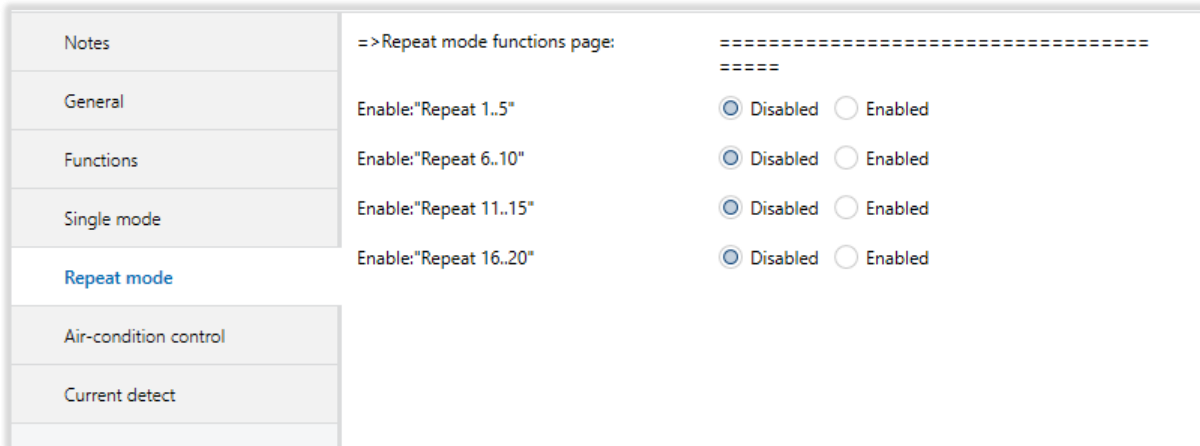 Notes
General
Functions
Single mode
Repeat mode
Air-condition control
Current detect
=>Repeat mode functions page: ===================================
=====
Enable:"Repeat 1..5" Disabled Enabled
Enable:"Repeat 6..10" Disabled Enabled
Enable:"Repeat 11..15" Disabled Enabled
Enable:"Repeat 16..20" Disabled Enabled